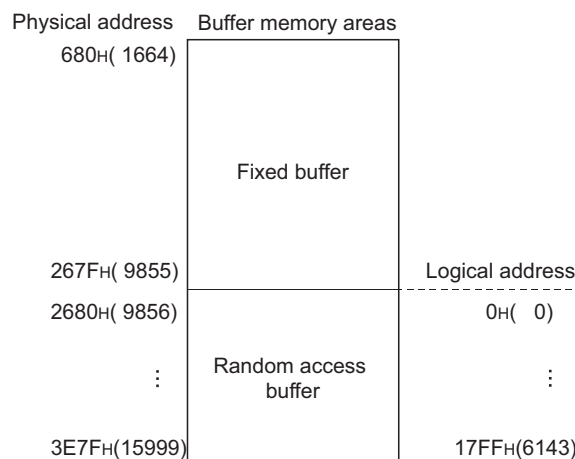 Physical address Buffer memory areas
680H( 1664)
Fixed buffer
267FH( 9855) Logical address
2680H( 9856) 0H( 0)
⋮ Random access
buffer ⋮
3E7FH(15999) 17FFH(6143)